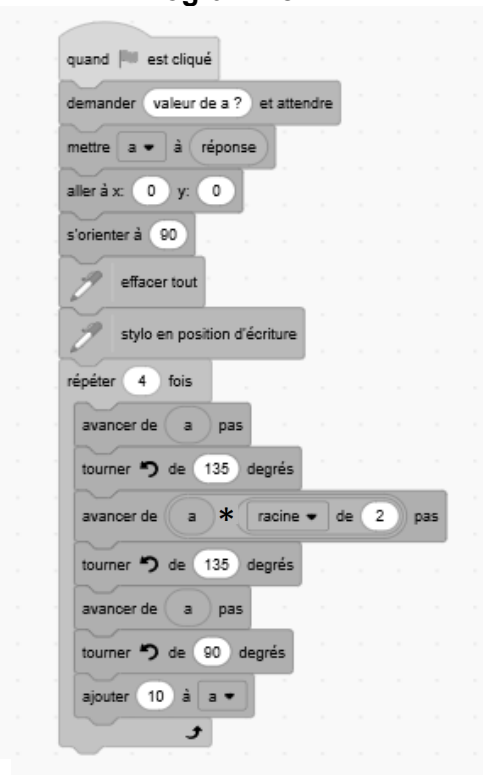 quand est cliqué
demander valeur de a ? et attendre
mettre a à réponse
aller à x: 0 y: 0
s'orienter à 90
effacer tout
stylo en position d'écriture
répéter 4 fois
avancer de a pas
tourner de 135 degrés
avancer de a * racine de 2 pas
tourner de 135 degrés
avancer de a pas
tourner de 90 degrés
ajouter 10 à a